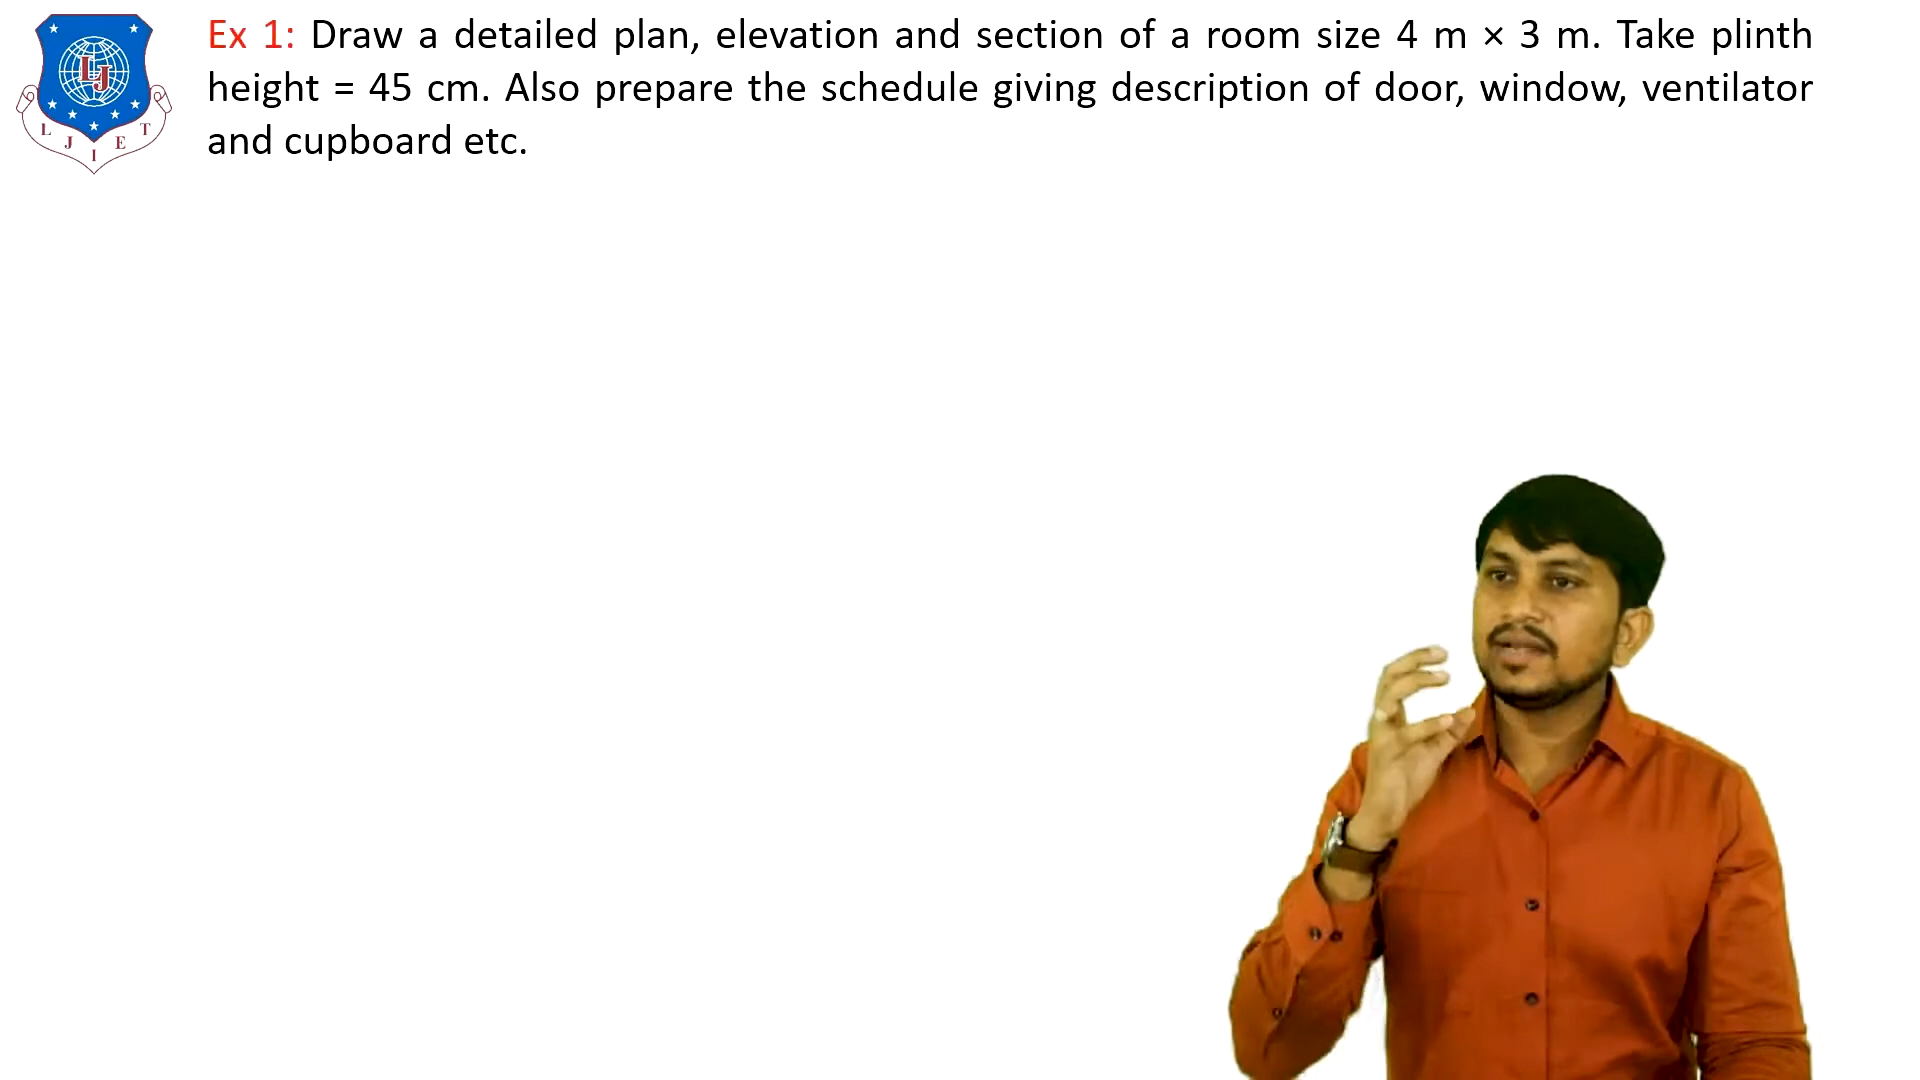 Ex 1: Draw a detailed plan, elevation and section of a room size 4 m × 3 m. Take plinth
height = 45 cm. Also prepare the schedule giving description of door, window, ventilator
and cupboard etc.
LJ
L J I E T